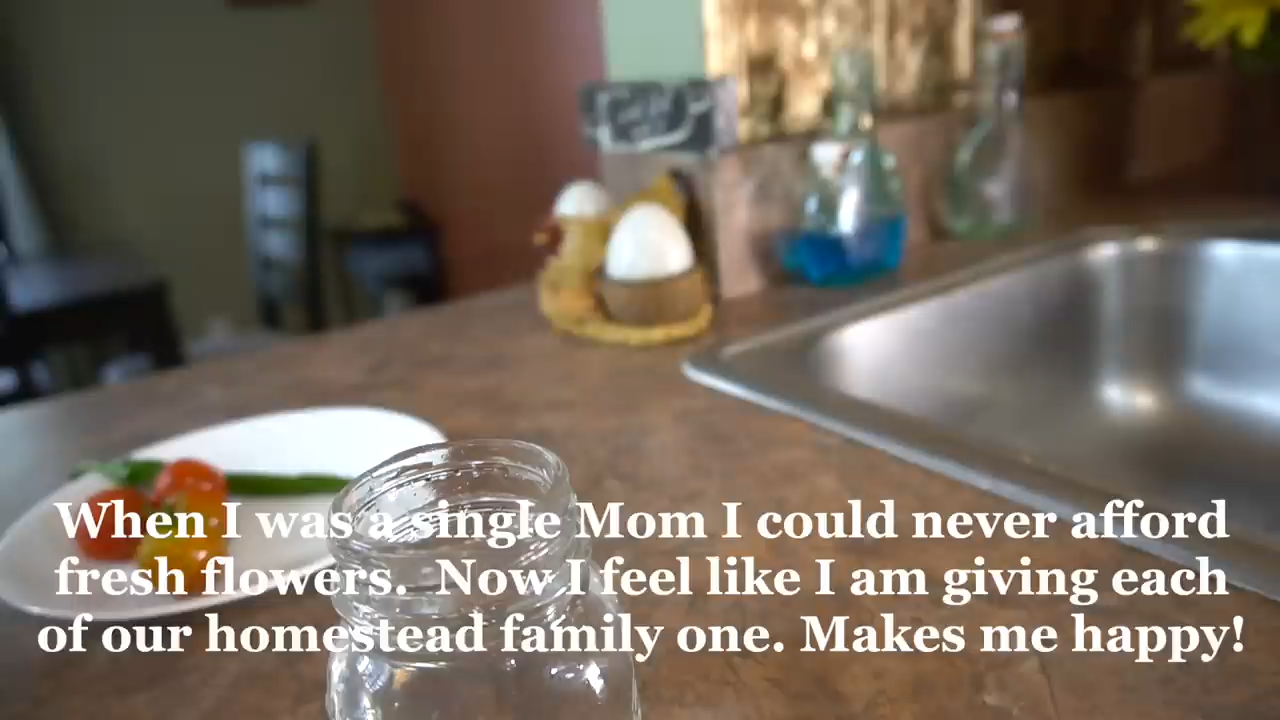 When I was a single Mom I could never afford
fresh flowers.  Now I feel like I am giving each
of our homestead family one. Makes me happy!